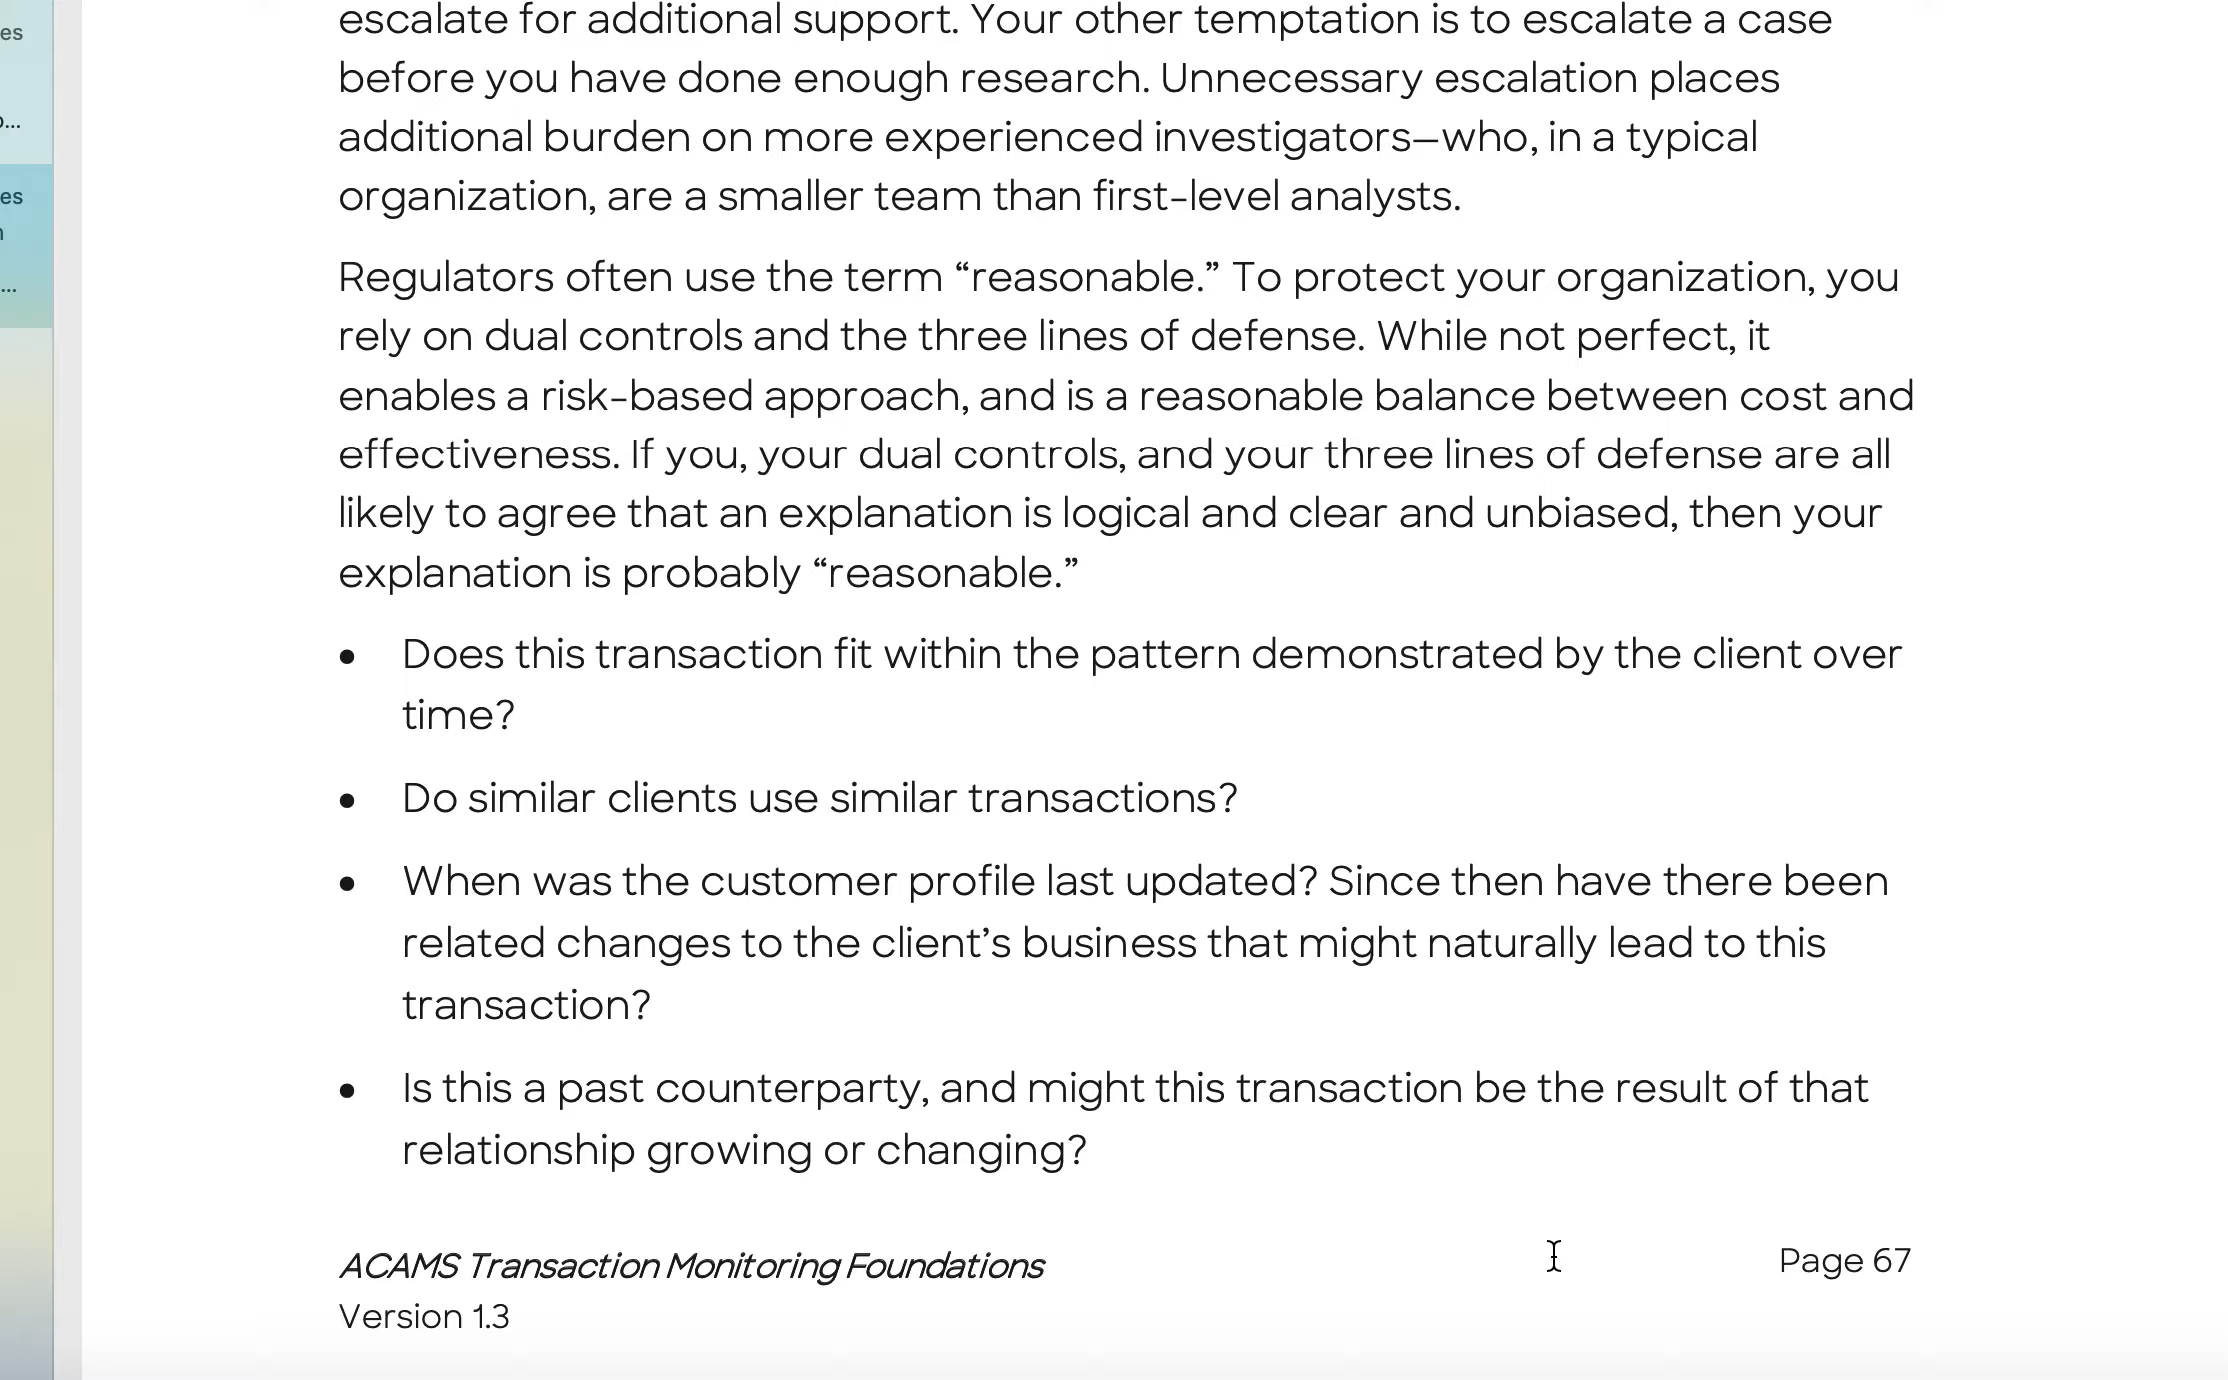 es
o...
es
n
...
escalate for additional support. Your other temptation is to escalate a case
before you have done enough research. Unnecessary escalation places
additional burden on more experienced investigators—who, in a typical
organization, are a smaller team than first-level analysts.
Regulators often use the term “reasonable.” To protect your organization, you
rely on dual controls and the three lines of defense. While not perfect, it
enables a risk-based approach, and is a reasonable balance between cost and
effectiveness. If you, your dual controls, and your three lines of defense are all
likely to agree that an explanation is logical and clear and unbiased, then your
explanation is probably “reasonable.”
• Does this transaction fit within the pattern demonstrated by the client over
time?
• Do similar clients use similar transactions?
• When was the customer profile last updated? Since then have there been
related changes to the client’s business that might naturally lead to this
transaction?
• Is this a past counterparty, and might this transaction be the result of that
relationship growing or changing?
ACAMS Transaction Monitoring Foundations Page 67
Version 1.3